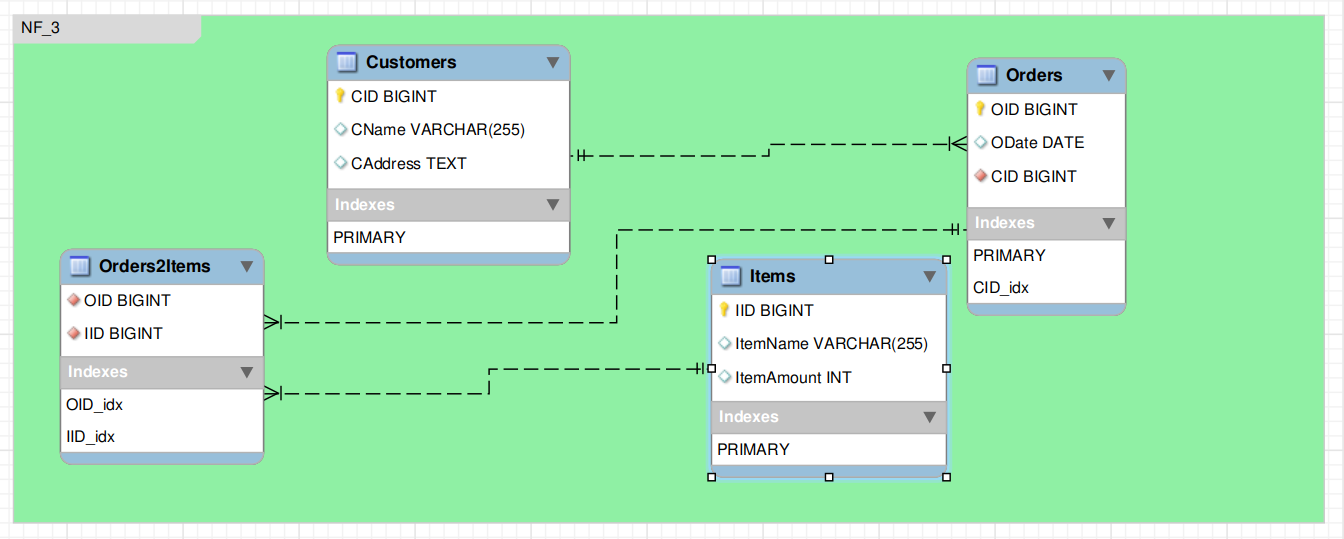 NF_3
Customers
CID BIGINT
CName VARCHAR(255)
CAddress TEXT
Indexes
PRIMARY
Orders
OID BIGINT
ODate DATE
CID BIGINT
Indexes
PRIMARY
CID_idx
Orders2Items
OID BIGINT
IID BIGINT
Indexes
OID_idx
IID_idx
Items
IID BIGINT
ItemName VARCHAR(255)
ItemAmount INT
Indexes
PRIMARY